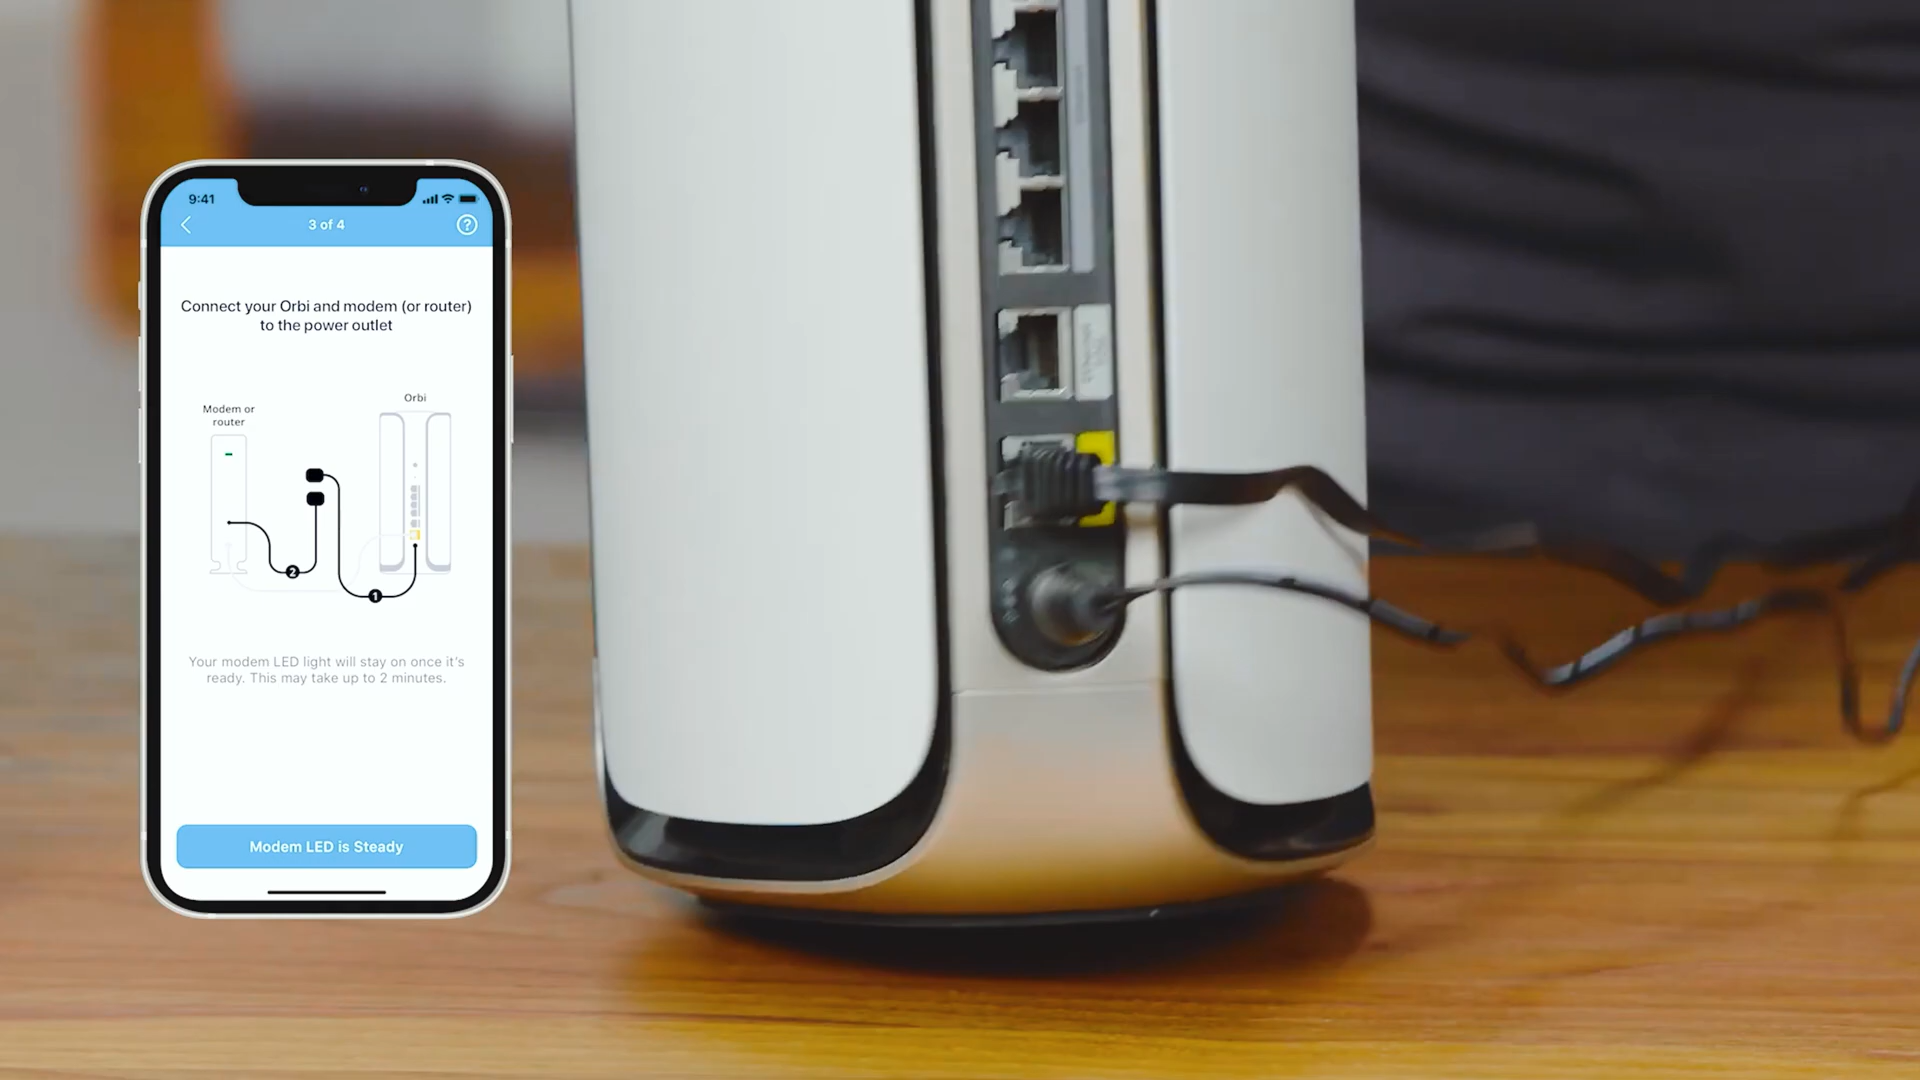 9:41
3 of 4
?
Connect your Orbi and modem (or router)
to the power outlet
Orbi
Modem or
router
2
1
Your modem LED light will stay on once it's
ready. This may take up to 2 minutes.
Modem LED is Steady